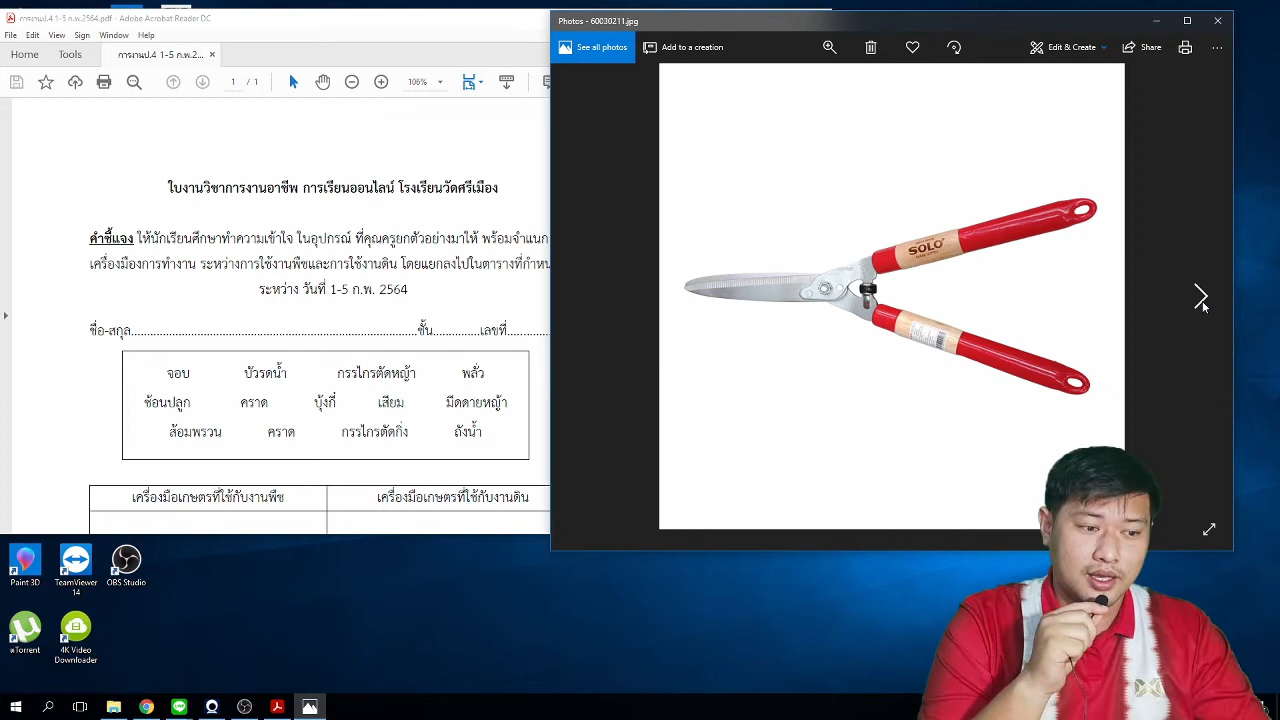 การงานป.4 1-5 ก.พ.2564.pdf - Adobe Acrobat Reader DC
File Edit View Sign Window Help
Home Tools การงานป.4 1-5 ก.พ.2... ×
1 / 1 106%
ใบงานวิชาการงานอาชีพ การเรียนออนไลน์ โรงเรียนวัดศรีเมือง
คำชี้แจง ให้นักเรียนศึกษาทำความเข้าใจ ในอุปกรณ์ ที่คุณครูยกตัวอย่างมาให้ พร้อมจำแนก
เครื่องมือการทำงาน ระหว่างการใช้งานพืชและการใช้งานดิน โดยแยกลงไปในตารางที่กำหน
ระหว่าง วันที่ 1-5 ก.พ. 2564
ชื่อ-สกุล..........................................................................ชั้น............เลขที่...........
จอบ บัวรดน้ำ กรรไกรตัดหญ้า พลั่ว
ช้อนปลูก คราด บุ้งกี๋ เสียม มีดดายหญ้า
ส้อมพรวน คราด กรรไกรตัดกิ่ง ถังน้ำ
เครื่องมือเกษตรที่ใช้กับงานพืช เครื่องมือเกษตรที่ใช้กับงานดิน
Photos - 60030211.jpg
See all photos Add to a creation Edit & Create Share
SOLO
Paint 3D TeamViewer 14 OBS Studio
µTorrent 4K Video Downloader